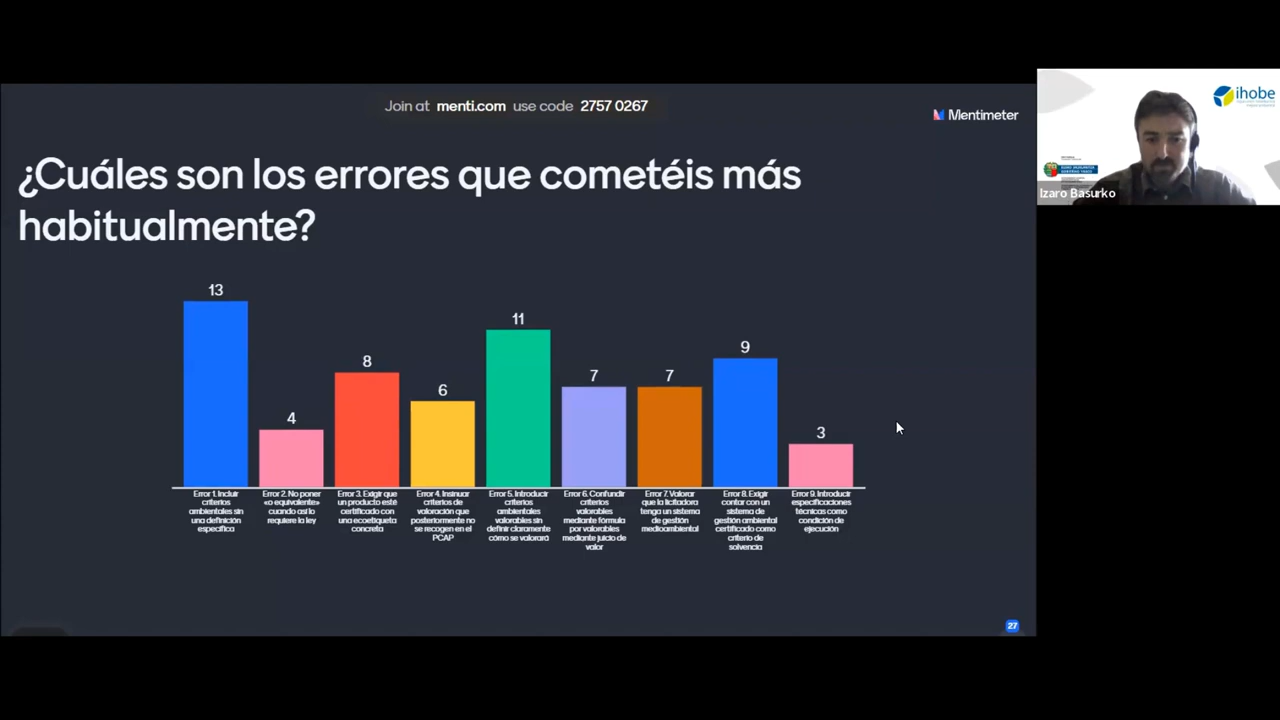 Join at menti.com use code 2757 0267
Mentimeter
¿Cuáles son los errores que cometéis más
habitualmente?
13
4
8
6
11
7
7
9
3
Error 1. Incluir
criterios
ambientales sin
una definición
específica
Error 2. No poner
«o equivalente»
cuando así lo
requiere la ley
Error 3. Exigir que
un producto esté
certificado con
una ecoetiqueta
concreta
Error 4. Insinuar
criterios de
valoración que
posteriormente no
se recogen en el
PCAP
Error 5. Introducir
criterios
ambientales
valorables sin
definir claramente
cómo se valorará
Error 6. Confundir
criterios
valorables
mediante fórmula
por valorables
mediante juicio de
valor
Error 7. Valorar
que la licitadora
tenga un sistema
de gestión
medioambiental
Error 8. Exigir
contar con un
sistema de
gestión ambiental
certificado como
criterio de
solvencia
Error 9. Introducir
especificaciones
técnicas como
condición de
ejecución
27
ihobe
Izaro Basurko